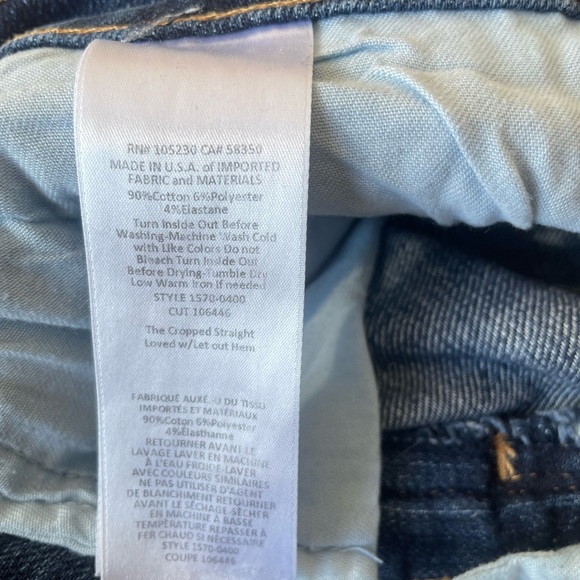 RN# 105230 CA# 58350
MADE IN U.S.A. of IMPORTED
FABRIC and MATERIALS
90%Cotton 6%Polyester
4%Elastane
Turn Inside Out Before
Washing-Machine Wash Cold
with Like Colors Do not
Bleach Turn Inside Out
Before Drying-Tumble Dry
Low Warm Iron if needed
STYLE 1570-0400
CUT 106446
The Cropped Straight
Loved w/Let out Hem
FABRIQUÉ DU TISSU
IMPORTÉS ET MATÉRIAUX
90%Coton 6%Polyester
4%Élasthanne
RETOURNER AVANT LE
LAVAGE LAVER EN MACHINE
À L'EAU FROIDE-LAVER
AVEC COULEURS SIMILAIRES
NE PAS UTILISER D'AGENT
DE BLANCHIMENT RETOURNER
AVANT LE SÉCHAGE-SÉCHER
EN MACHINE À BASSE
TEMPÉRATURE REPASSER À
FER CHAUD SI NÉCESSAIRE
STYLE 1570-0400
COUPE 106446